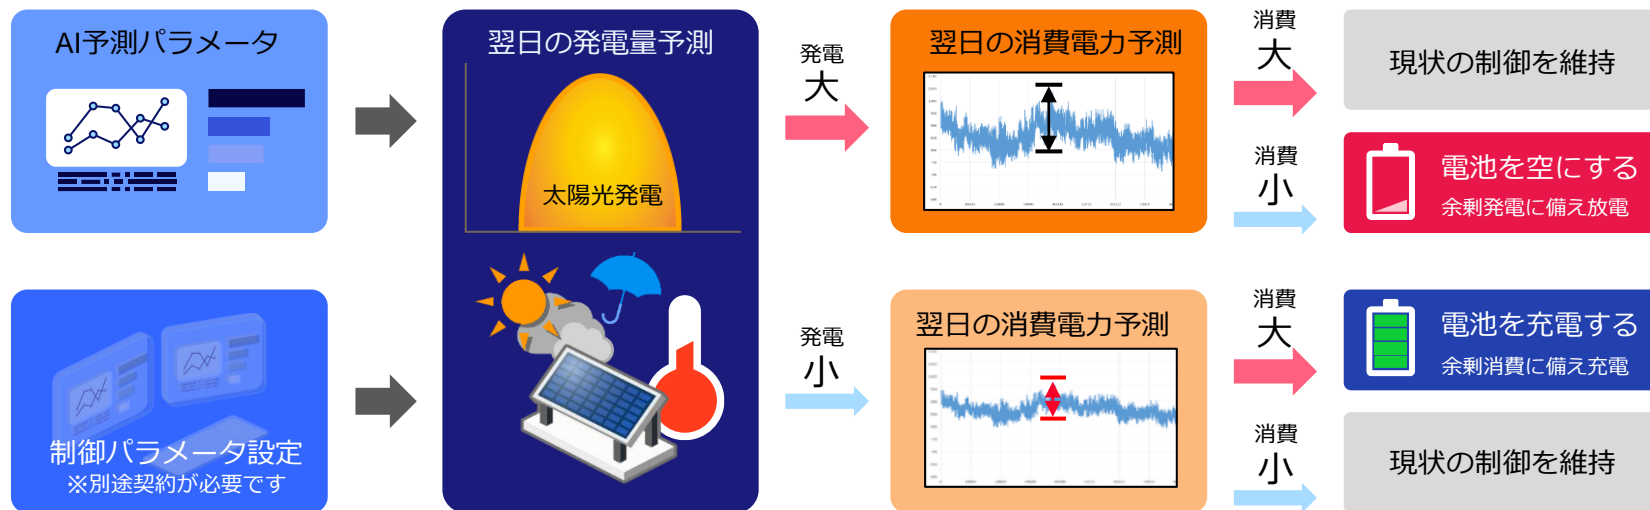 AI予測パラメータ
制御パラメータ設定
※別途契約が必要です
翌日の発電量予測
太陽光発電
発電
大
発電
小
翌日の消費電力予測
翌日の消費電力予測
消費
大
現状の制御を維持
消費
小
電池を空にする
余剰発電に備え放電
消費
大
電池を充電する
余剰消費に備え充電
消費
小
現状の制御を維持